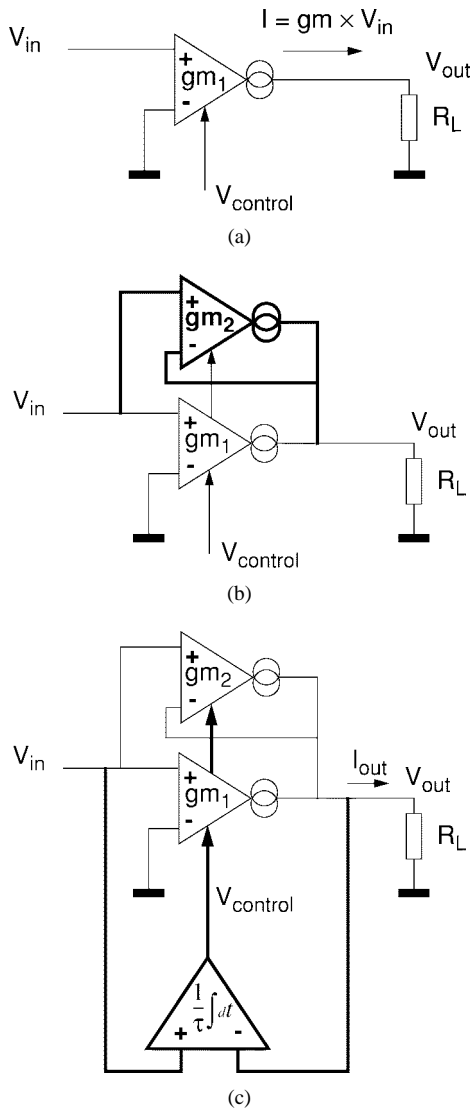 I = gm × Vin
Vin
+
gm1
-
Vout
RL
Vcontrol
(a)
+
gm2
-
Vin
+
gm1
-
Vout
RL
Vcontrol
(b)
+
gm2
-
Vin
+
gm1
-
Iout
Vout
RL
Vcontrol
1/τ ∫dt
+ -
(c)